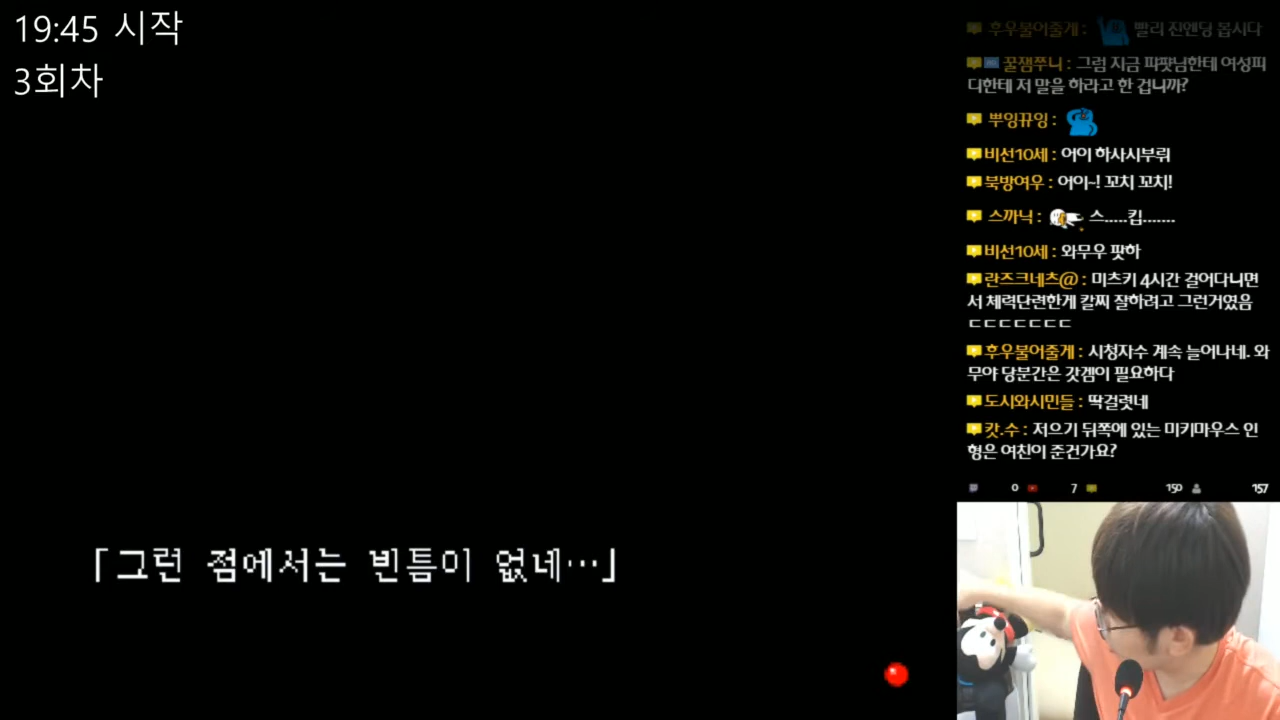 19:45 시작
3회차
후우불어줄게 : 빨리 진엔딩 봅시다
꿀잼쭈니 : 그럼 지금 퍄퍗님한테 여성피
디한테 저 말을 하라고 한 겁니까?
뿌잉뀨잉 :
비선10세 : 어이 하사시부뤼
북방여우 : 어이~! 꼬치 꼬치!
스까닉 : 스.....킵.......
비선10세 : 와무우 팟하
란즈크네츠@ : 미츠키 4시간 걸어다니면
서 체력단련한게 칼찌 잘하려고 그런거였음
ㄷㄷㄷㄷㄷㄷㄷ
후우불어줄게 : 시청자수 계속 늘어나네. 와
무야 당분간은 갓겜이 필요하다
도시와시민들 : 딱걸렷네
캇.수 : 저으기 뒤쪽에 있는 미키마우스 인
형은 여친이 준건가요?
0 7 150 157
「그런 점에서는 빈틈이 없네…」